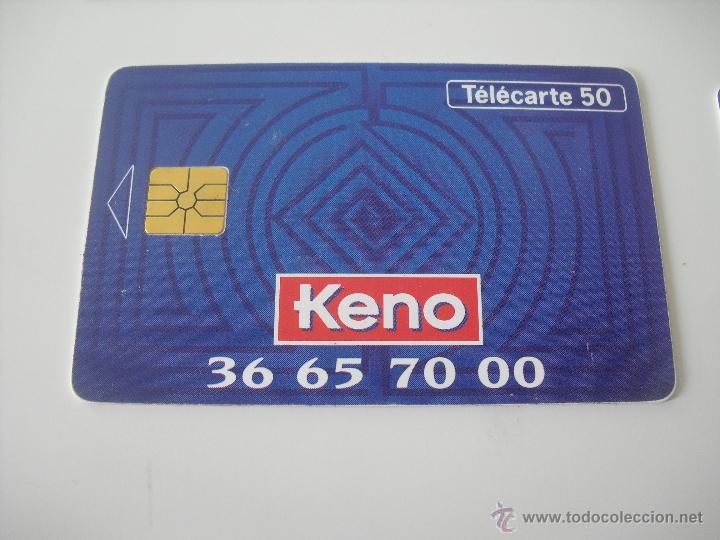 Télécarte 50
Keno
36 65 70 00
© www.todocoleccion.net